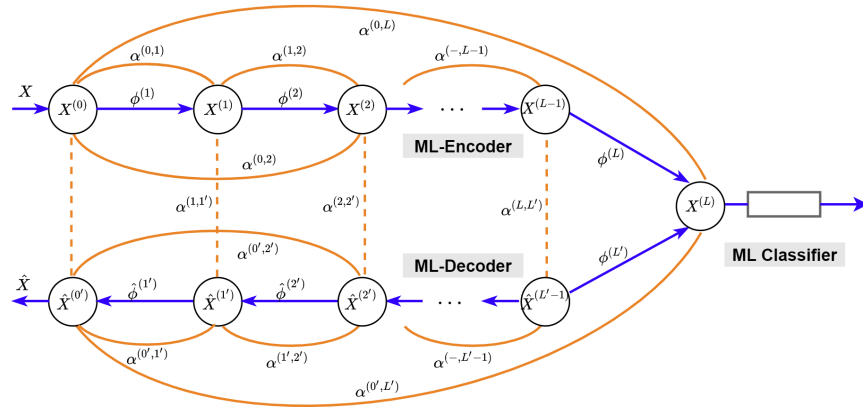 α^(0,L)
α^(0,1) α^(1,2) α^(−,L−1)
X
X^(0) ϕ^(1) X^(1) ϕ^(2) X^(2) ··· X^(L−1)
ML-Encoder
α^(0,2) ϕ^(L)
α^(1,1′) α^(2,2′) α^(L,L′) X^(L)
α^(0′,2′) ML-Decoder ϕ^(L′) ML Classifier
X̂
X̂^(0′) ϕ̂^(1′) X̂^(1′) ϕ̂^(2′) X̂^(2′) ··· X̂^(L′−1)
α^(0′,1′) α^(1′,2′) α^(−,L′−1)
α^(0′,L′)